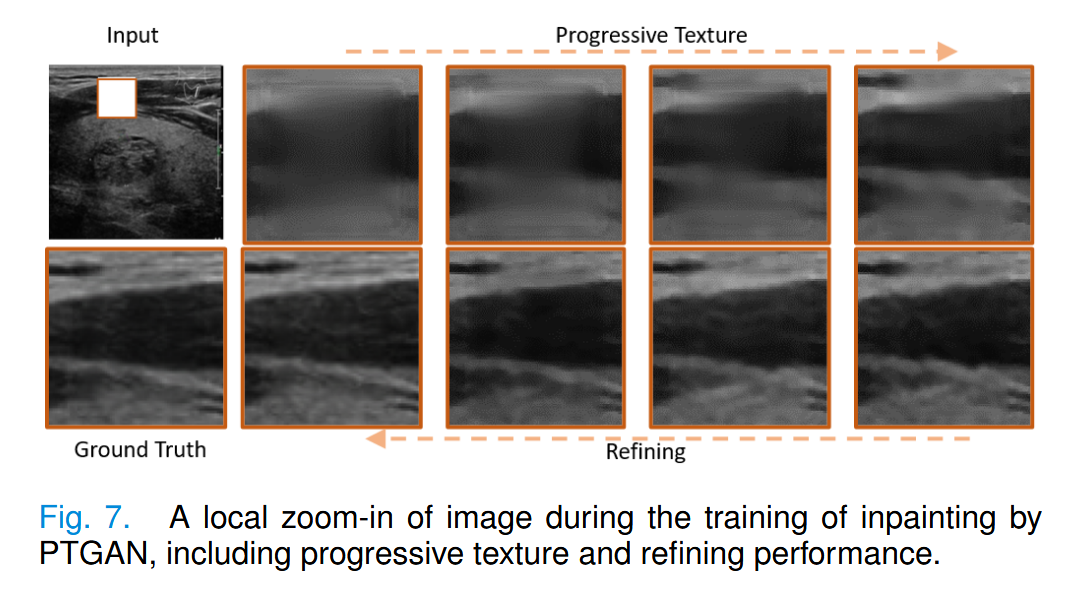 Input
Progressive Texture
Ground Truth
Refining
Fig. 7. A local zoom-in of image during the training of inpainting by
PTGAN, including progressive texture and refining performance.